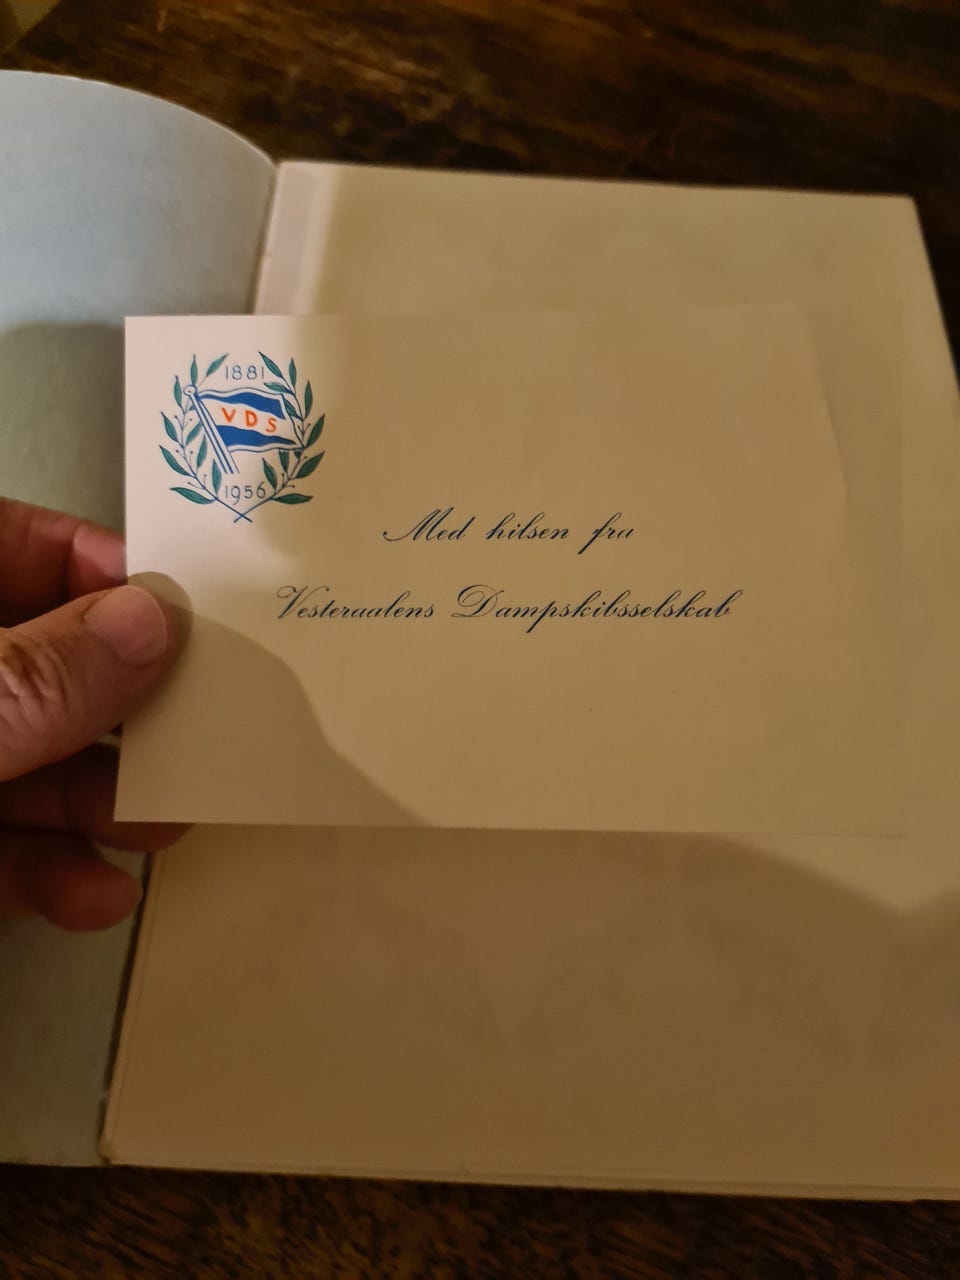 1881
VDS
1956
Med hilsen fra
Vesteraalens Dampskibsselskab